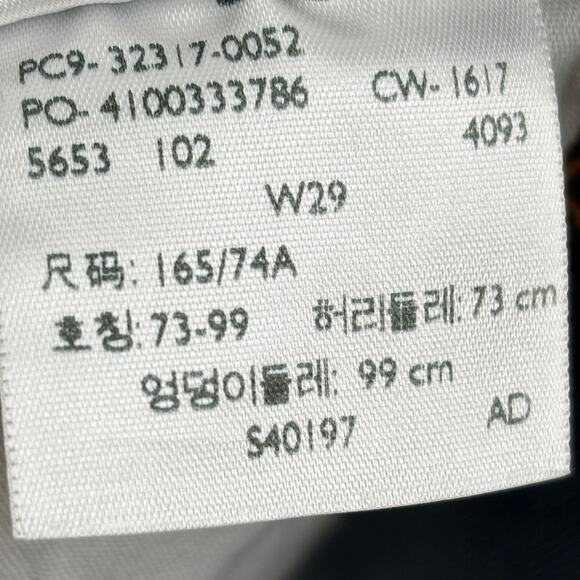 PC9-32317-0052
PO-4100333786 CW-1617
5653 102 4093
W29
尺码: 165/74A
호칭: 73-99 허리둘레: 73 cm
엉덩이둘레: 99 cm
S40197 AD